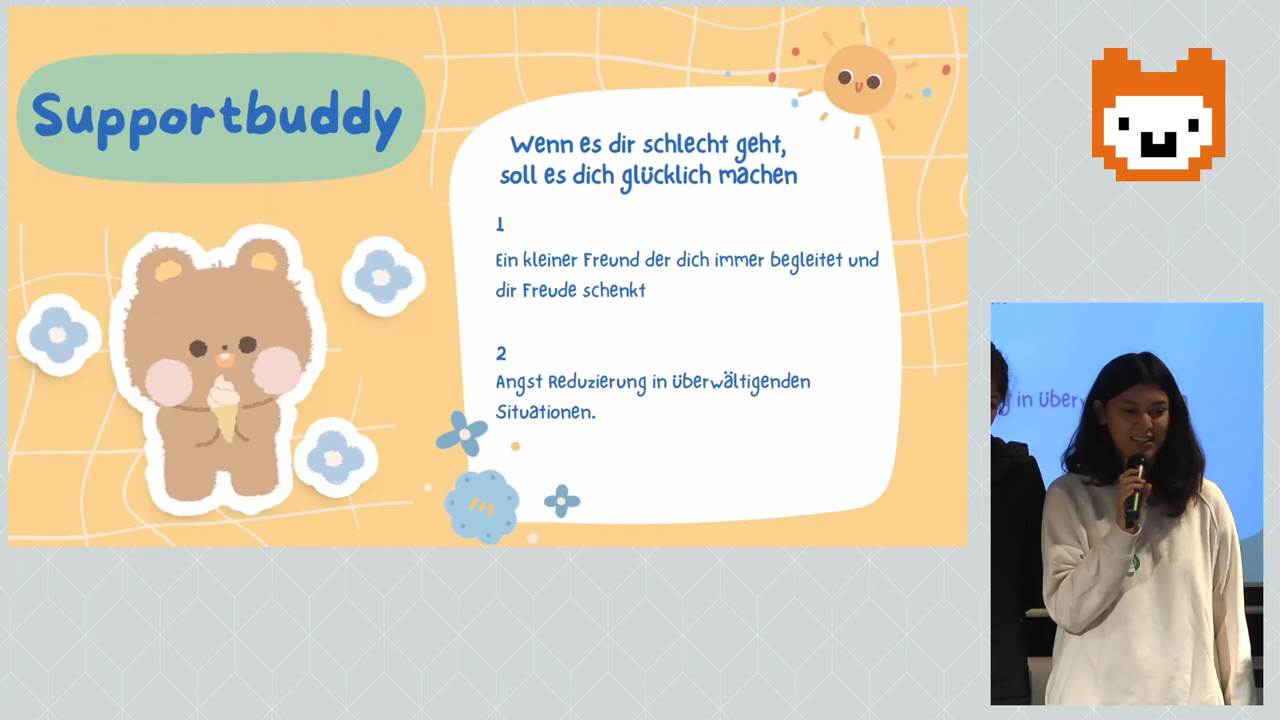 Supportbuddy
Wenn es dir schlecht geht,
soll es dich glücklich machen
1
Ein kleiner Freund der dich immer begleitet und
dir Freude schenkt
2
Angst Reduzierung in überwältigenden
Situationen.
in